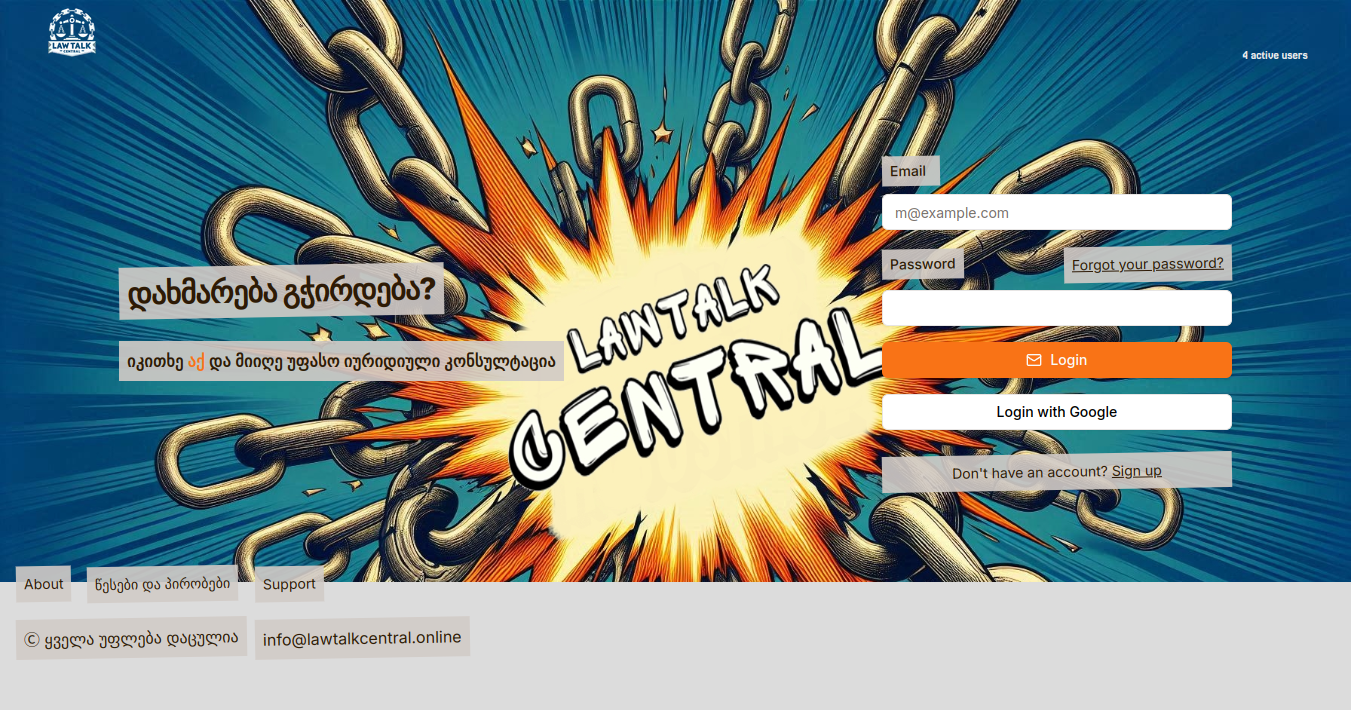 LAW TALK
CENTRAL
4 active users
Email
m@example.com
Password
Forgot your password?
დახმარება გჭირდება?
იკითხე აქ და მიიღე უფასო იურიდიული კონსულტაცია
LAWTALK
CENTRAL
Login
Login with Google
Don't have an account? Sign up
About
წესები და პირობები
Support
© ყველა უფლება დაცულია
info@lawtalkcentral.online